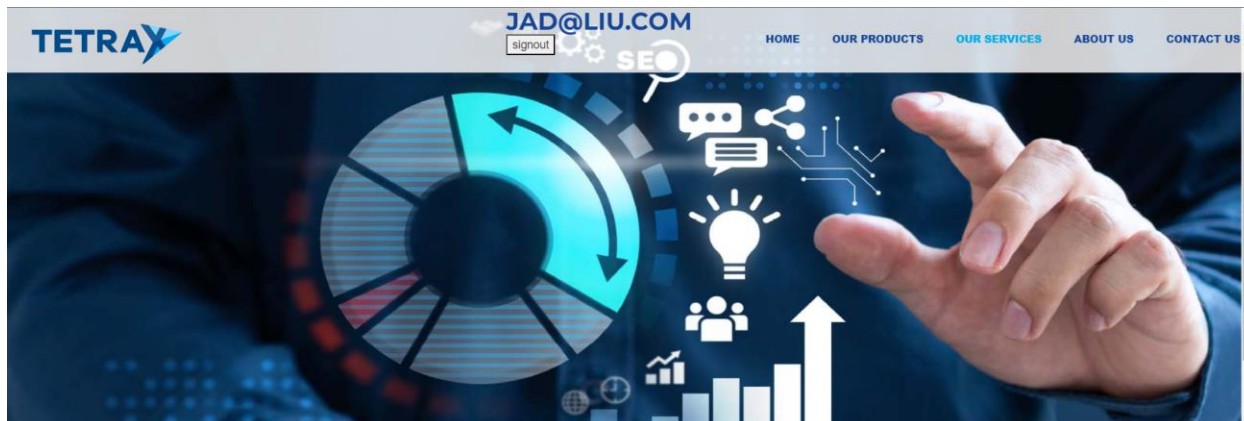 TETRAX
JAD@LIU.COM
signout
HOME OUR PRODUCTS OUR SERVICES ABOUT US CONTACT US
SEO